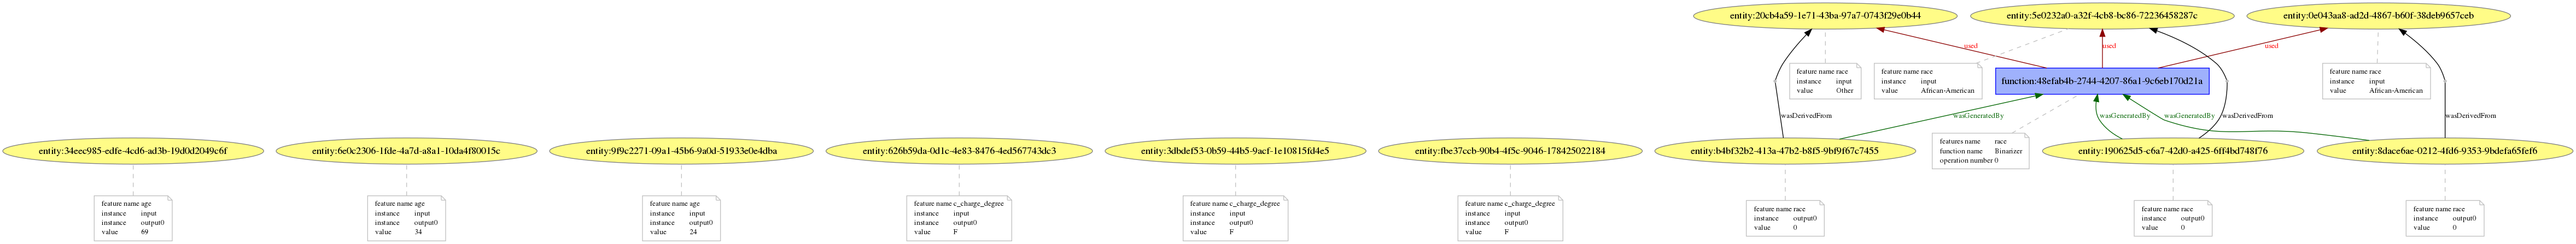 entity:20cb4a59-1e71-43ba-97a7-0743f29e0b44
entity:5e0232a0-a32f-4cb8-bc86-72236458287c
entity:0e043aa8-ad2d-4867-b60f-38deb9657ceb
used
used
used
feature name race
instance input
value Other
feature name race
instance input
value African-American
function:48efab4b-2744-4207-86a1-9c6eb170d21a
feature name race
instance input
value African-American
wasDerivedFrom
wasGeneratedBy
wasGeneratedBy
wasGeneratedBy
wasDerivedFrom
wasDerivedFrom
entity:34eec985-edfe-4cd6-ad3b-19d0d2049c6f
entity:6e0c2306-1fde-4a7d-a8a1-10da4f80015c
entity:9f9c2271-09a1-45b6-9a0d-51933e0e4dba
entity:626b59da-0d1c-4e83-8476-4ed567743dc3
entity:3dbdef53-0b59-44b5-9acf-1e10815fd4e5
entity:fbe37ccb-90b4-4f5c-9046-178425022184
entity:b4bf32b2-413a-47b2-b8f5-9bf9f67c7455
features name race
function name Binarizer
operation number 0
entity:190625d5-c6a7-42d0-a425-6ff4bd748f76
entity:8dace6ae-0212-4fd6-9353-9bdefa65fef6
feature name age
instance input
instance output0
value 69
feature name age
instance input
instance output0
value 34
feature name age
instance input
instance output0
value 24
feature name c_charge_degree
instance input
instance output0
value F
feature name c_charge_degree
instance input
instance output0
value F
feature name c_charge_degree
instance input
instance output0
value F
feature name race
instance output0
value 0
feature name race
instance output0
value 0
feature name race
instance output0
value 0